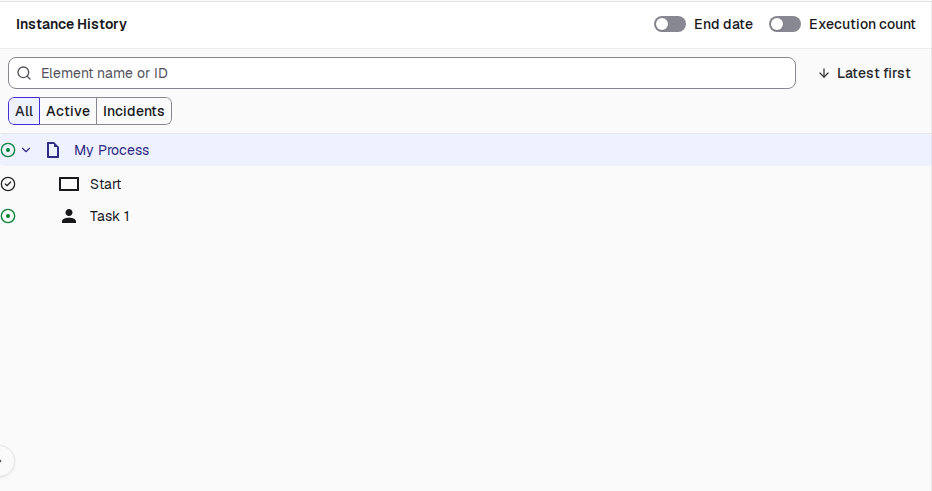 Instance History
End date
Execution count
Element name or ID
Latest first
All
Active
Incidents
My Process
Start
Task 1